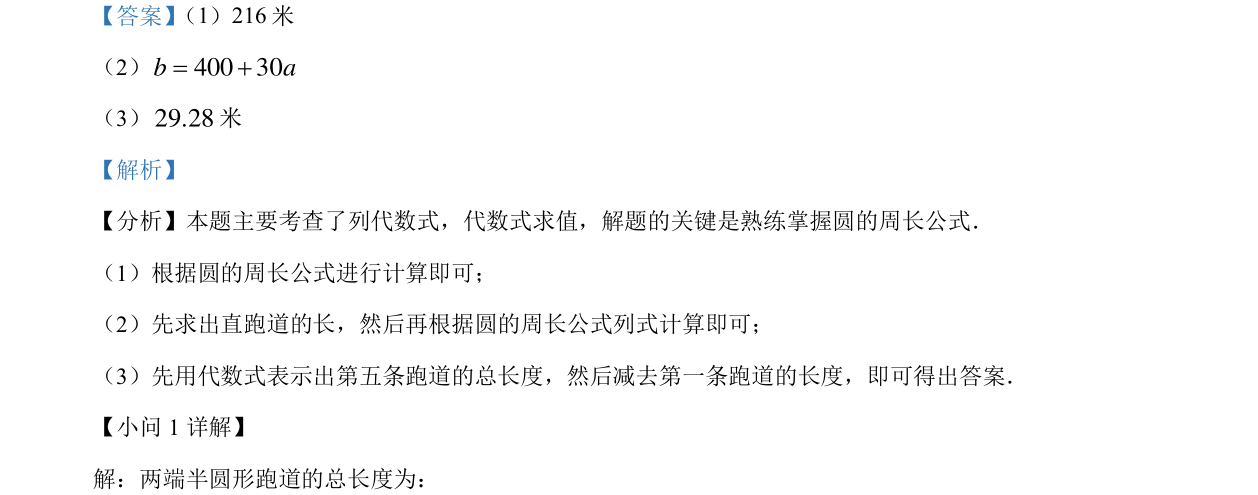 【答案】（1）216 米
（2）b = 400 + 30a
（3）29.28 米
【解析】
【分析】本题主要考查了列代数式，代数式求值，解题的关键是熟练掌握圆的周长公式．
（1）根据圆的周长公式进行计算即可；
（2）先求出直跑道的长，然后再根据圆的周长公式列式计算即可；
（3）先用代数式表示出第五条跑道的总长度，然后减去第一条跑道的长度，即可得出答案．
【小问 1 详解】
解：两端半圆形跑道的总长度为：